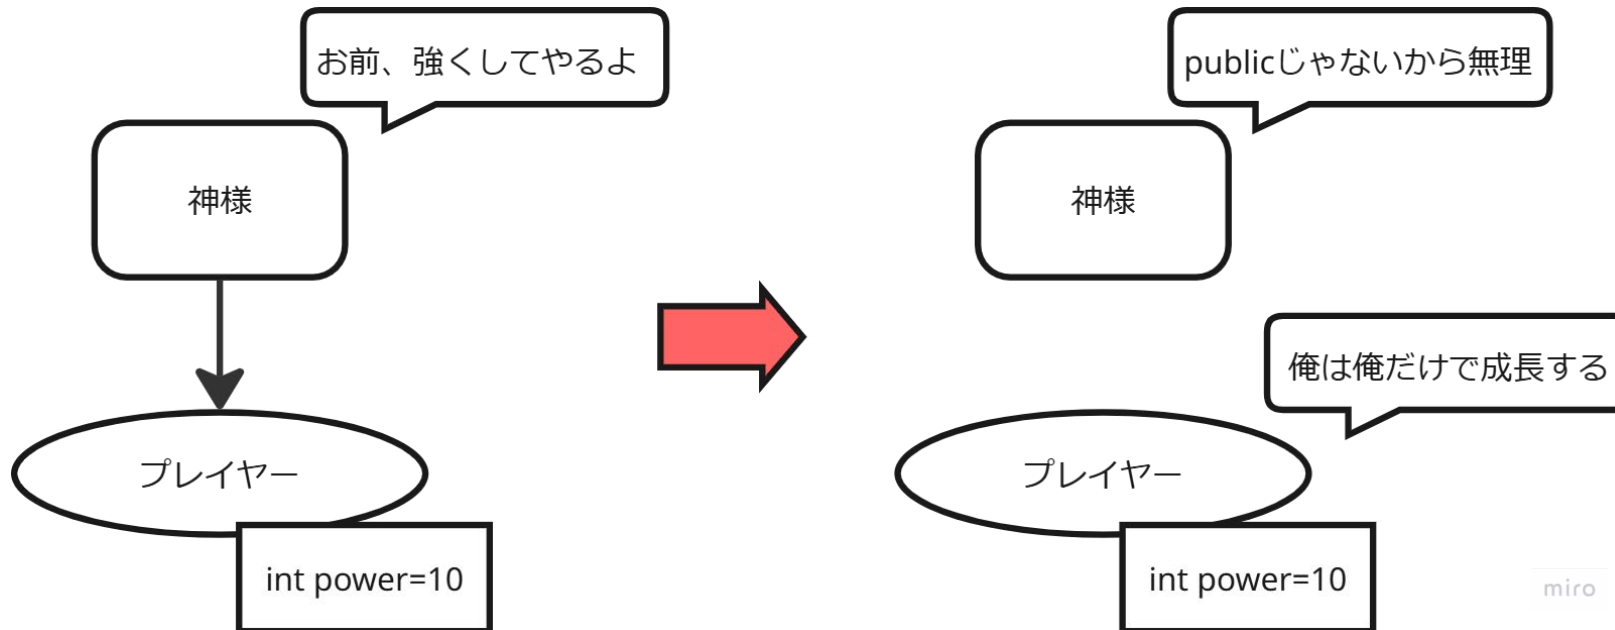 お前、強くしてやるよ
神様
プレイヤー
int power=10
publicじゃないから無理
神様
俺は俺だけで成長する
プレイヤー
int power=10
miro